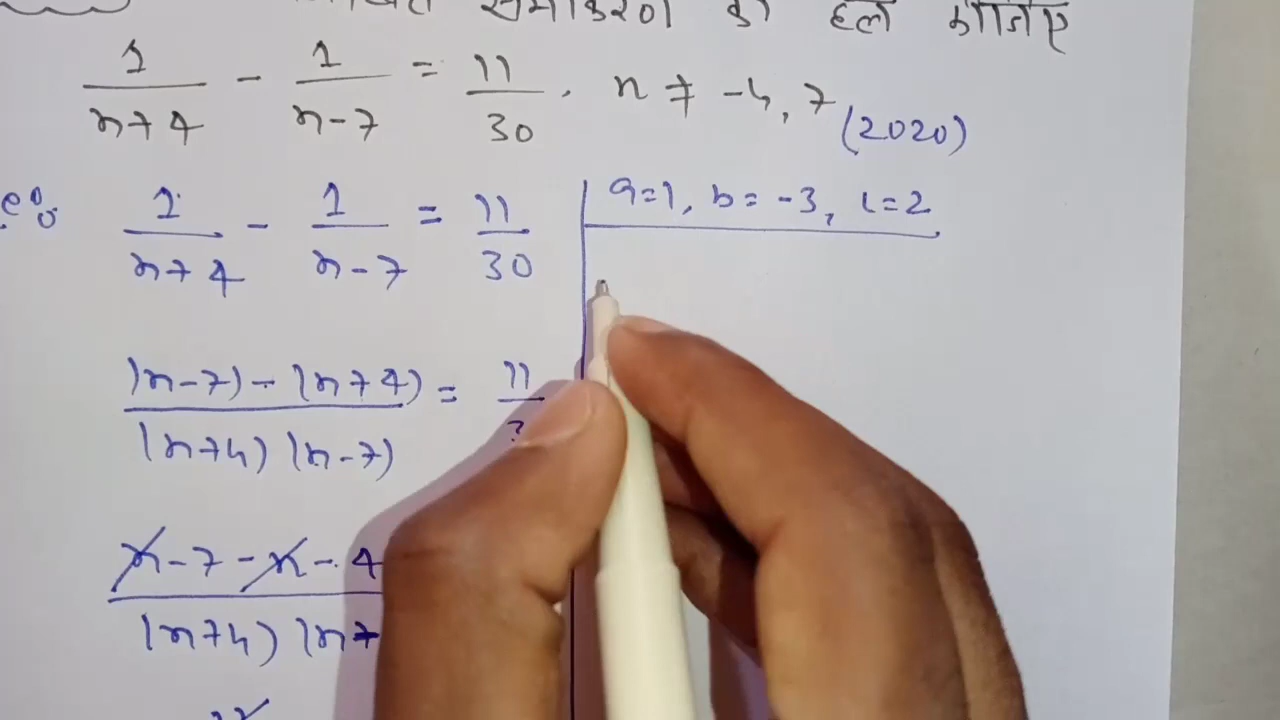 हल कीजिए
1/(x+4) - 1/(x-7) = 11/30, x ≠ -4, 7 (2020)
1/(x+4) - 1/(x-7) = 11/30
(x-7) - (x+4) / (x+4)(x-7) = 11
x-7-x-4 / (x+4)(x
a=1, b=-3, c=2